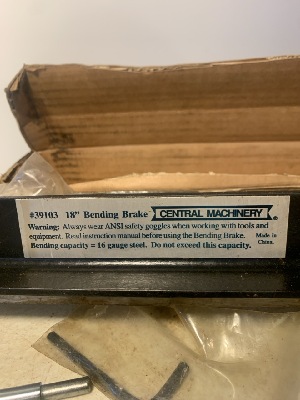 #39103 18" Bending Brake CENTRAL MACHINERY®
Warning: Always wear ANSI safety goggles when working with tools and
equipment. Read instruction manual before using the Bending Brake. Made in
Bending capacity = 16 gauge steel. Do not exceed this capacity. China.